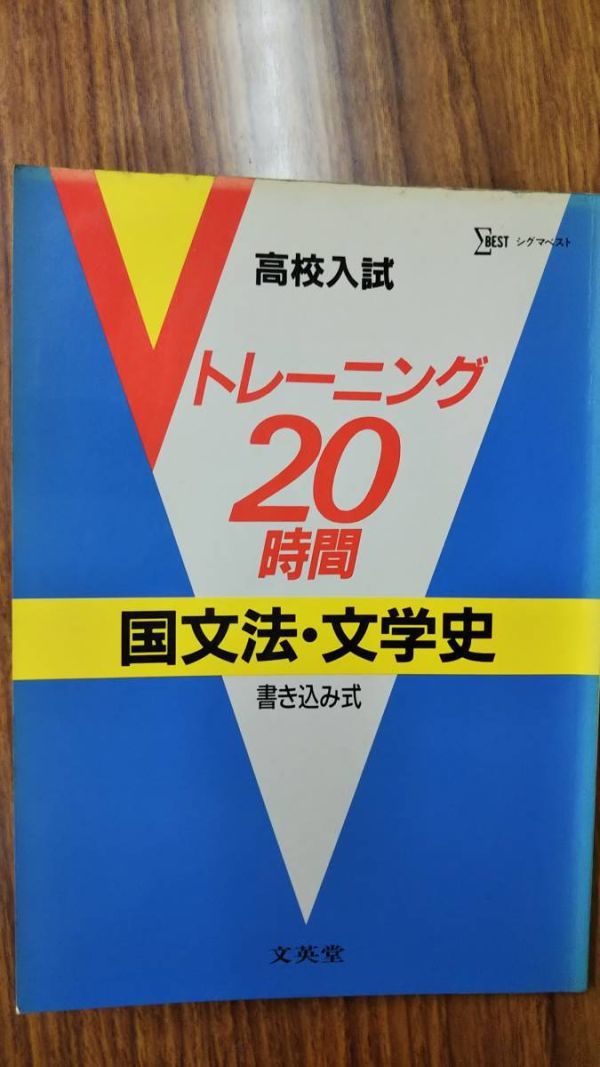 ΣBEST シグマベスト
高校入試
トレーニング
20
時間
国文法・文学史
書き込み式
文英堂